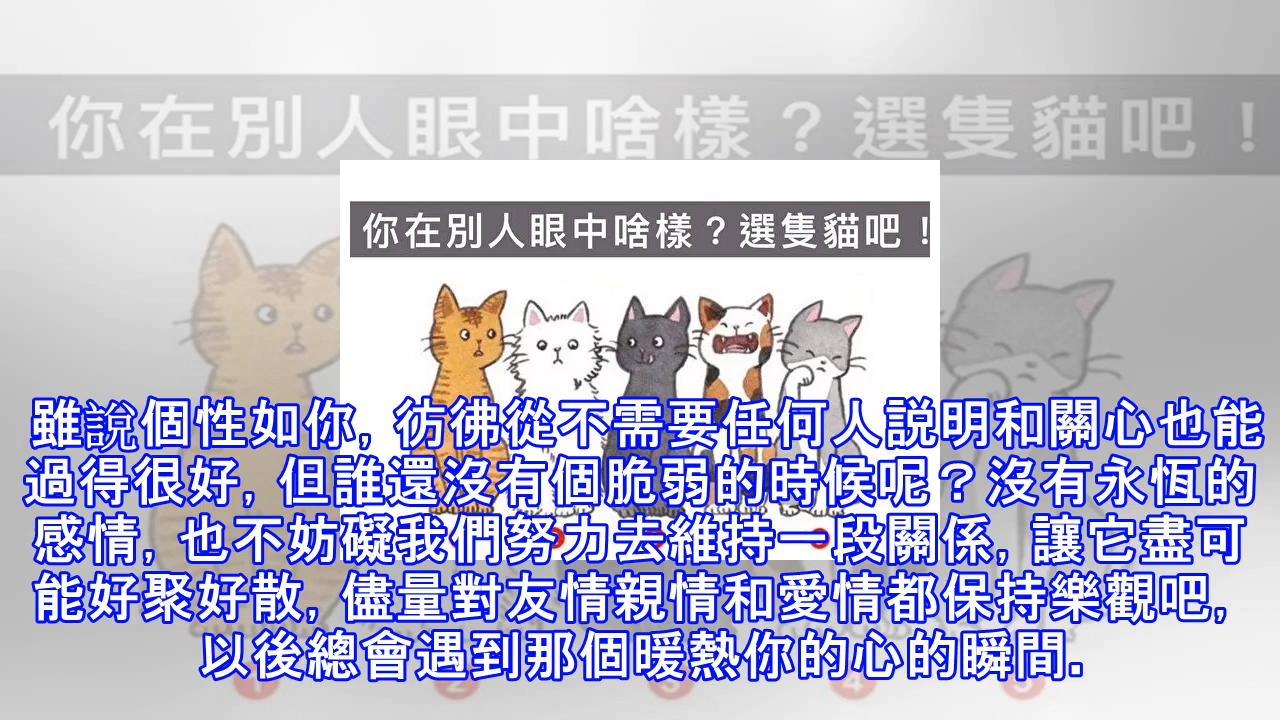 你在別人眼中啥樣？選隻貓吧！
你在別人眼中啥樣？選隻貓吧！
雖說個性如你, 彷彿從不需要任何人説明和關心也能
過得很好, 但誰還沒有個脆弱的時候呢？沒有永恆的
感情, 也不妨礙我們努力去維持一段關係, 讓它盡可
能好聚好散, 儘量對友情親情和愛情都保持樂觀吧,
以後總會遇到那個暖熱你的心的瞬間.
1 2 3 4 5